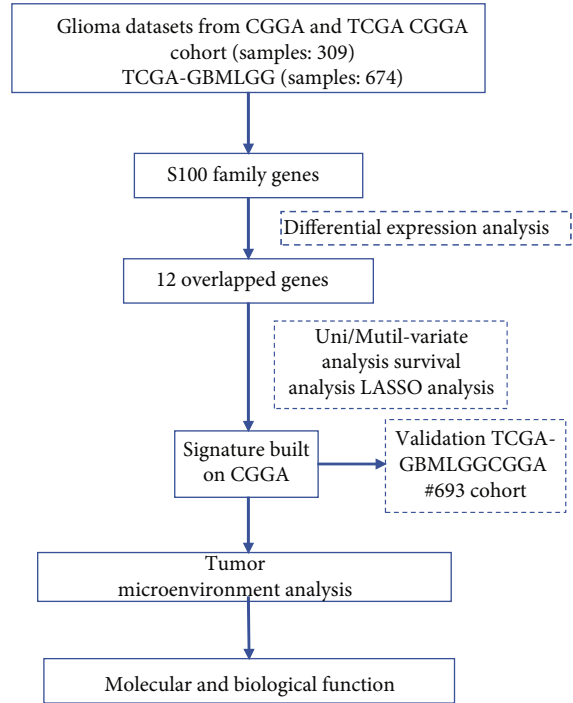 Glioma datasets from CGGA and TCGA CGGA
cohort (samples: 309)
TCGA-GBMLGG (samples: 674)
S100 family genes
Differential expression analysis
12 overlapped genes
Uni/Mutil-variate
analysis survival
analysis LASSO analysis
Signature built
on CGGA
Validation TCGA-
GBMLGGCGGA
#693 cohort
Tumor
microenvironment analysis
Molecular and biological function